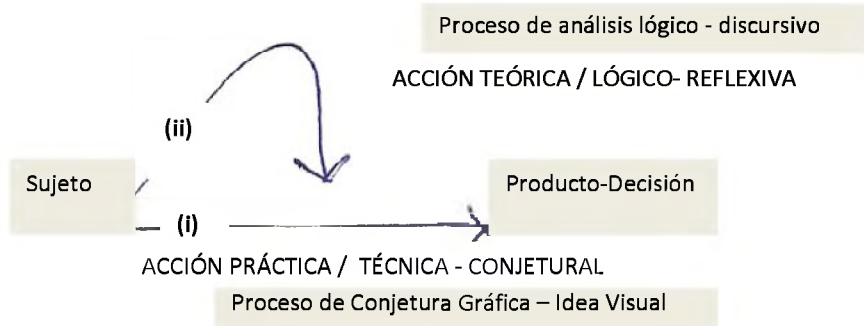 Proceso de análisis lógico - discursivo
ACCIÓN TEÓRICA / LÓGICO- REFLEXIVA
(ii)
Sujeto
Producto-Decisión
(i)
ACCIÓN PRÁCTICA / TÉCNICA - CONJETURAL
Proceso de Conjetura Gráfica – Idea Visual